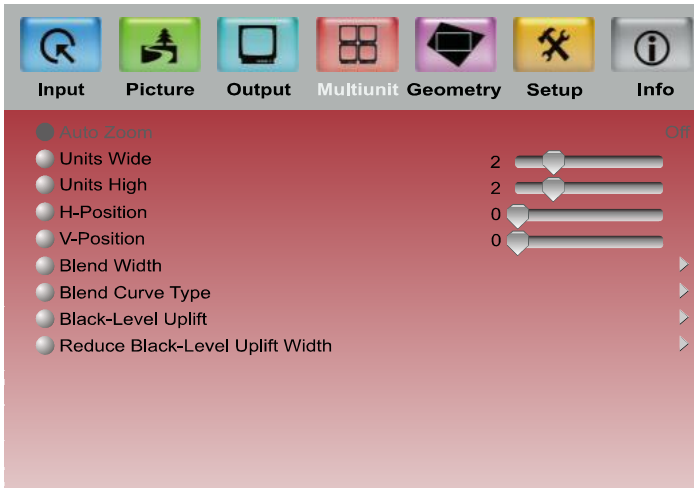 Input Picture Output Multiunit Geometry Setup Info
Auto Zoom Off
Units Wide 2
Units High 2
H-Position 0
V-Position 0
Blend Width
Blend Curve Type
Black-Level Uplift
Reduce Black-Level Uplift Width